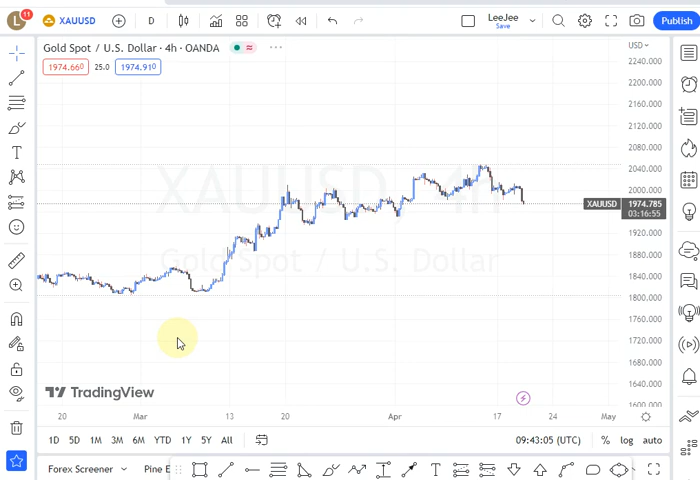 L 11 XAUUSD D LeeJee Save Publish
Gold Spot / U.S. Dollar · 4h · OANDA
1974.660 25.0 1974.910
USD
2240.000
2200.000
2160.000
2120.000
2080.000
2040.000
2000.000
XAUUSD 1974.785
03:16:55
1920.000
1880.000
1840.000
1800.000
1760.000
1720.000
1680.000
1640.000
1600.000
XAUUSD, 4H
Gold Spot / U.S. Dollar
TradingView
20 Mar 13 20 Apr 17 24 May
1D 5D 1M 3M 6M YTD 1Y 5Y All 09:43:05 (UTC) % log auto
Forex Screener Pine E